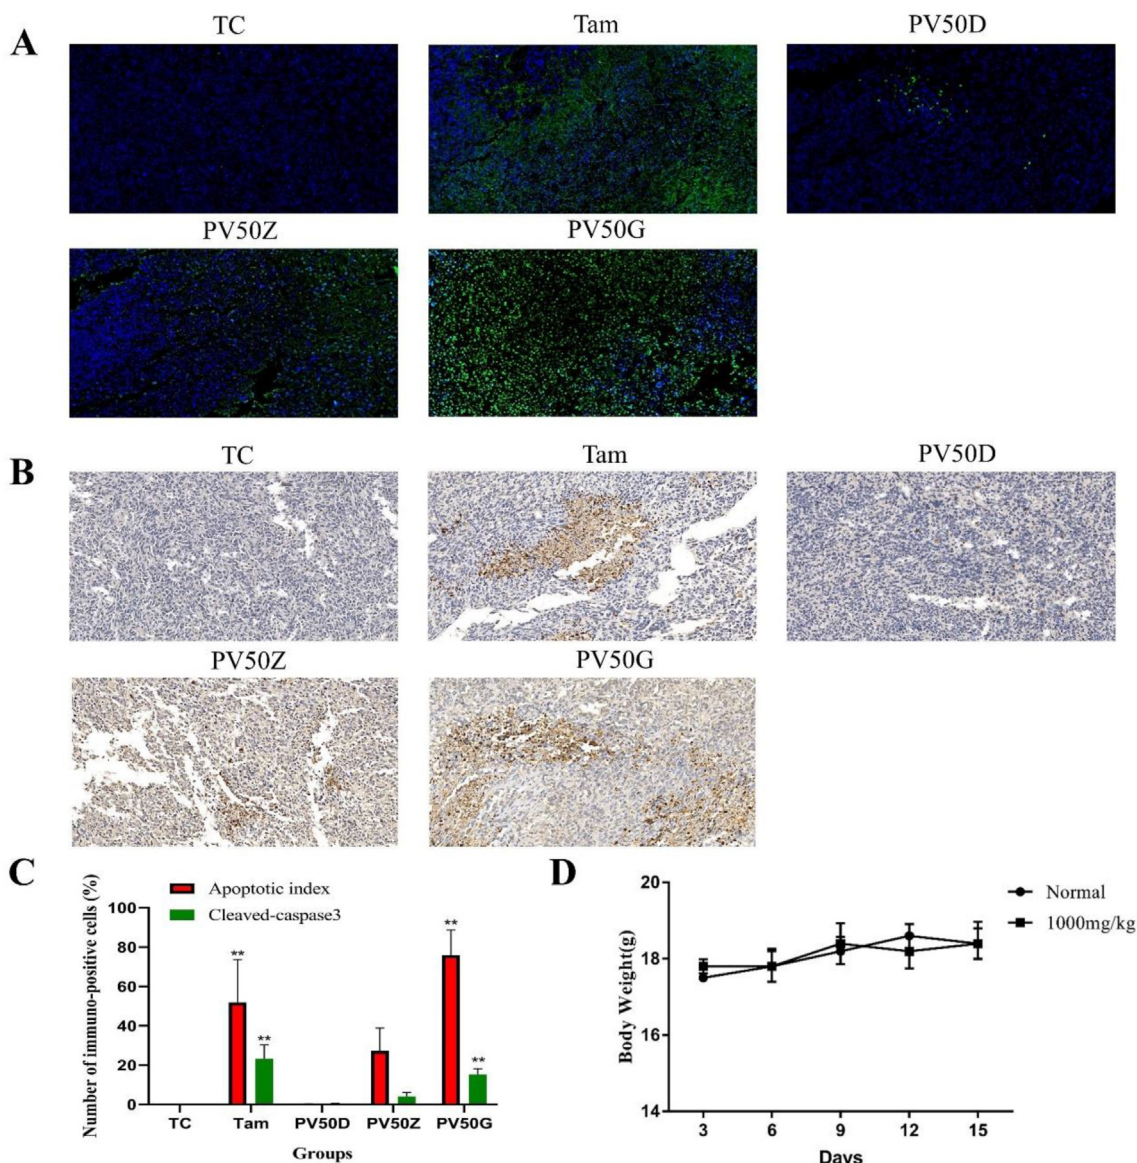 A
TC
Tam
PV50D
PV50Z
PV50G
B
TC
Tam
PV50D
PV50Z
PV50G
C
Number of immuno-positive cells (%)
Apoptotic index
Cleaved-caspase3
100
80
60
40
20
0
**
**
**
**
TC
Tam
PV50D
PV50Z
PV50G
Groups
D
Body Weight(g)
20
18
16
14
Normal
1000mg/kg
3
6
9
12
15
Days